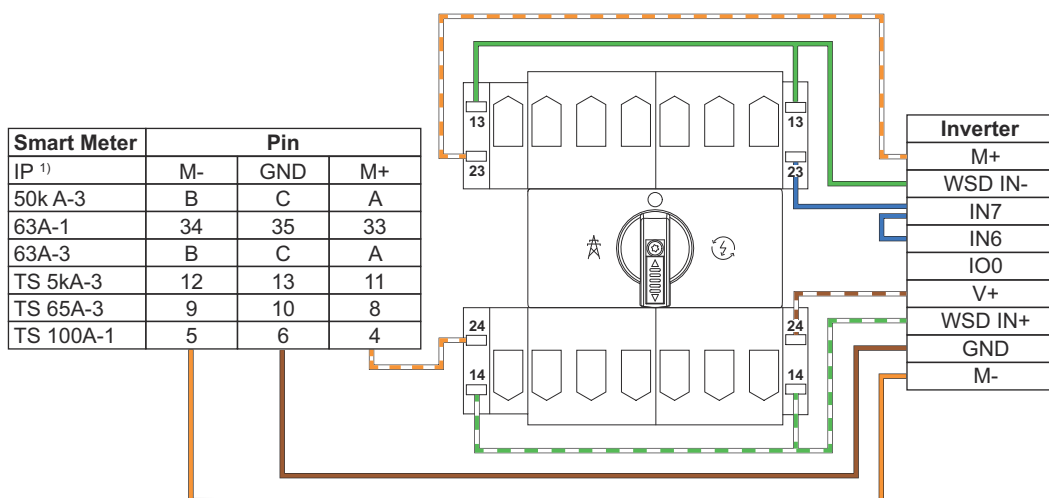 Smart Meter Pin
IP 1) M- GND M+
50k A-3 B C A
63A-1 34 35 33
63A-3 B C A
TS 5kA-3 12 13 11
TS 65A-3 9 10 8
TS 100A-1 5 6 4
13 13
23 23
24 24
14 14
Inverter
M+
WSD IN-
IN7
IN6
IO0
V+
WSD IN+
GND
M-